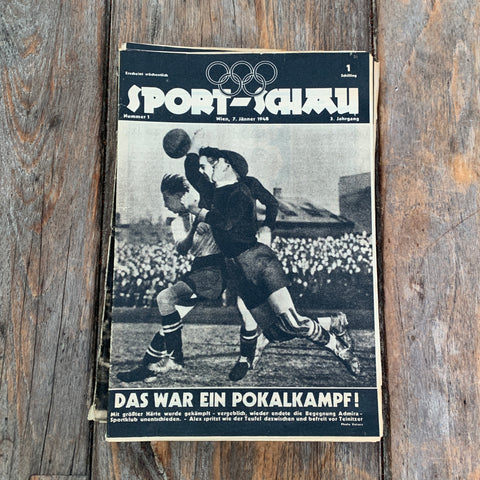 Erscheint wöchentlich
1
Schilling
SPORT-SCHAU
Nummer 1
Wien, 7. Jänner 1948
3. Jahrgang
DAS WAR EIN POKALKAMPF!
Mit größter Härte wurde gekämpft - vergeblich, wieder endete die Begegnung Admira-
Sportklub unentschieden. - Alex spritzt wie der Teufel dazwischen und befreit vor Teinitzer